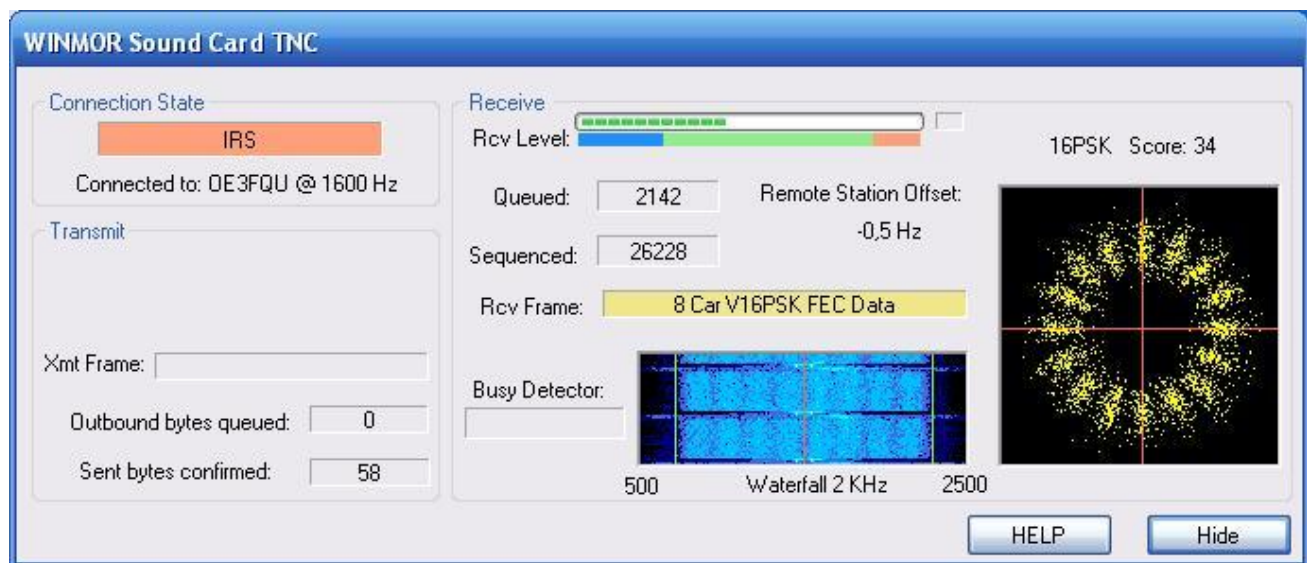 WINMOR Sound Card TNC
Connection State
IRS
Connected to: OE3FQU @ 1600 Hz
Transmit
Xmt Frame:
Outbound bytes queued: 0
Sent bytes confirmed: 58
Receive
Rcv Level:
16PSK Score: 34
Queued: 2142
Remote Station Offset:
-0,5 Hz
Sequenced: 26228
Rcv Frame: 8 Car V16PSK FEC Data
Busy Detector:
500 Waterfall 2 KHz 2500
HELP Hide